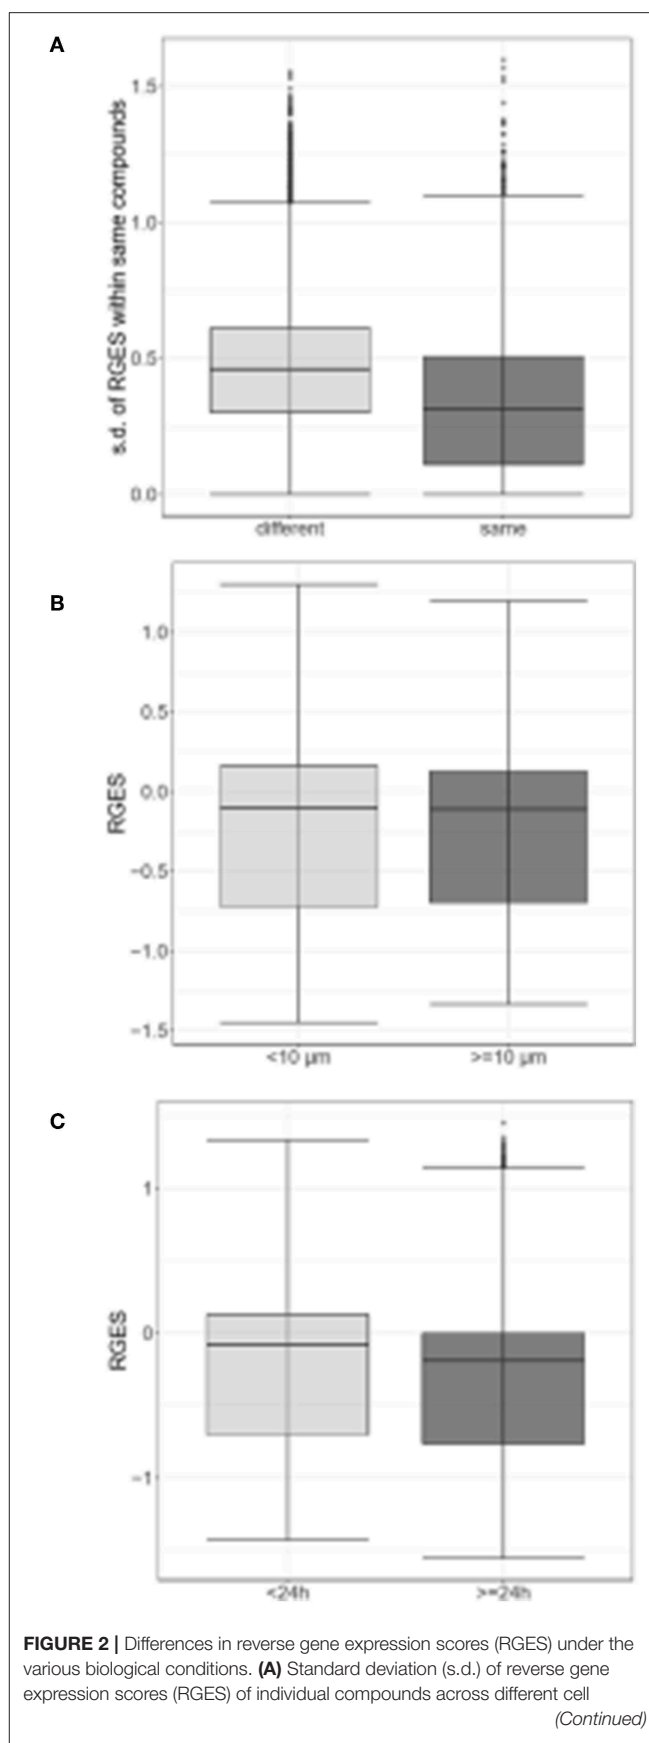 A
s.d. of RGES within same compounds
1.5
1.0
0.5
0.0
different
same
B
RGES
1.0
0.5
0.0
−0.5
−1.0
−1.5
<10 µm
>=10 µm
C
RGES
1
0
−1
<24h
>=24h
FIGURE 2 | Differences in reverse gene expression scores (RGES) under the
various biological conditions. (A) Standard deviation (s.d.) of reverse gene
expression scores (RGES) of individual compounds across different cell
(Continued)